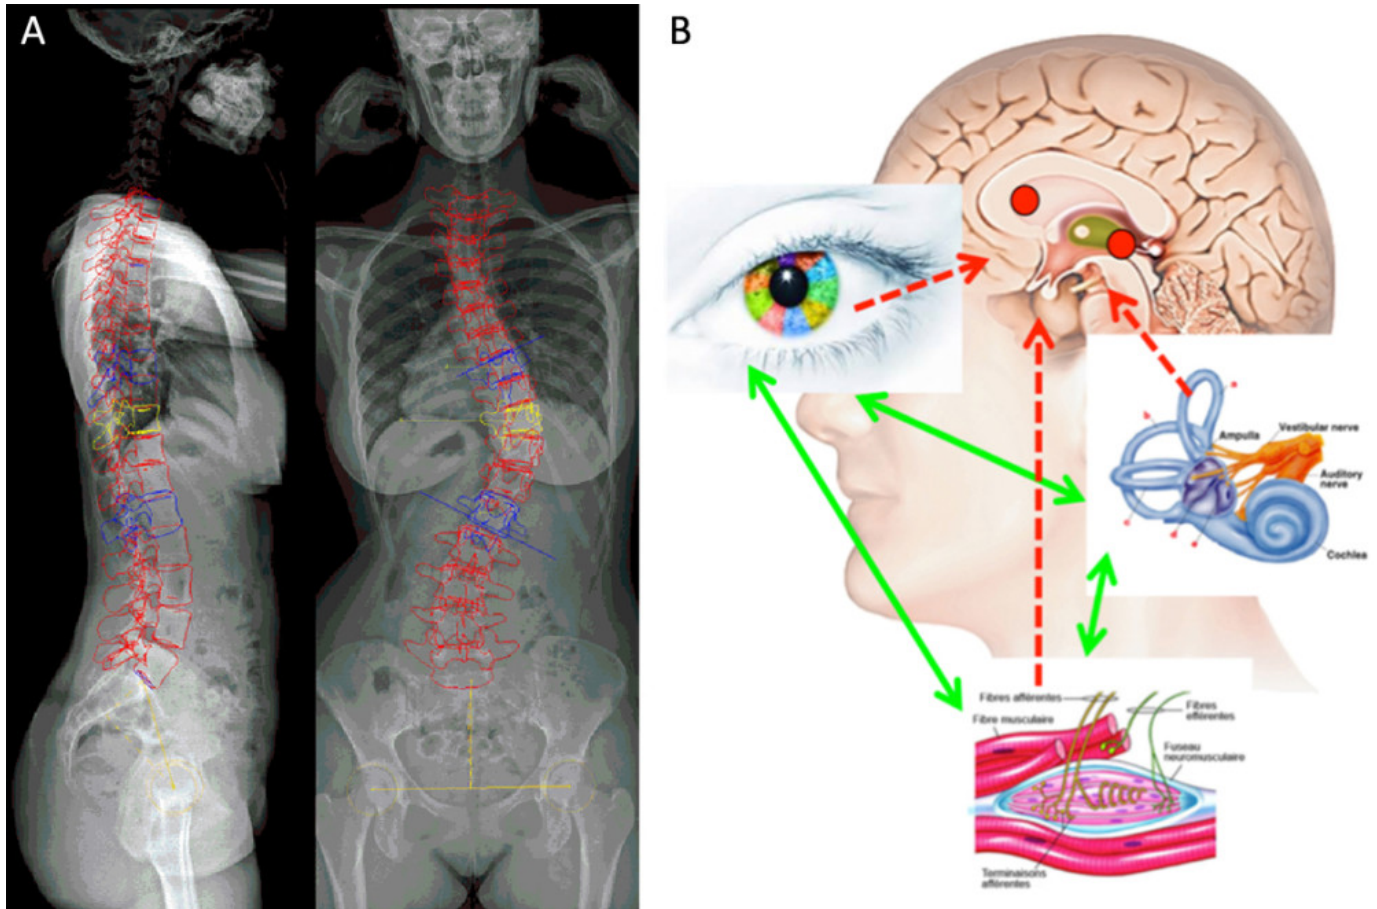 A
B
Ampulla
Vestibular nerve
Auditory
nerve
Cochlea
Fibres afférentes
Fibres
efférentes
Fibre musculaire
Fuseau
neuromusculaire
Terminaisons
afférentes